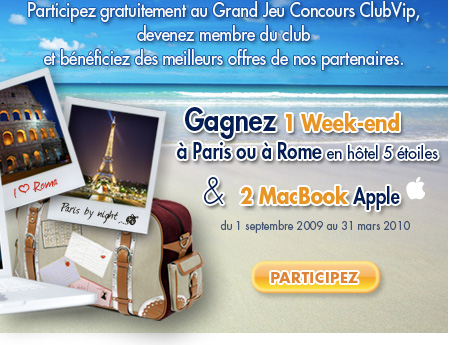 Participez gratuitement au Grand Jeu Concours ClubVip,
devenez membre du club
et bénéficiez des meilleurs offres de nos partenaires.
Gagnez 1 Week-end
à Paris ou à Rome en hôtel 5 étoiles
& 2 MacBook Apple
du 1 septembre 2009 au 31 mars 2010
I ♡ Roma
Paris by night...
PARTICIPEZ